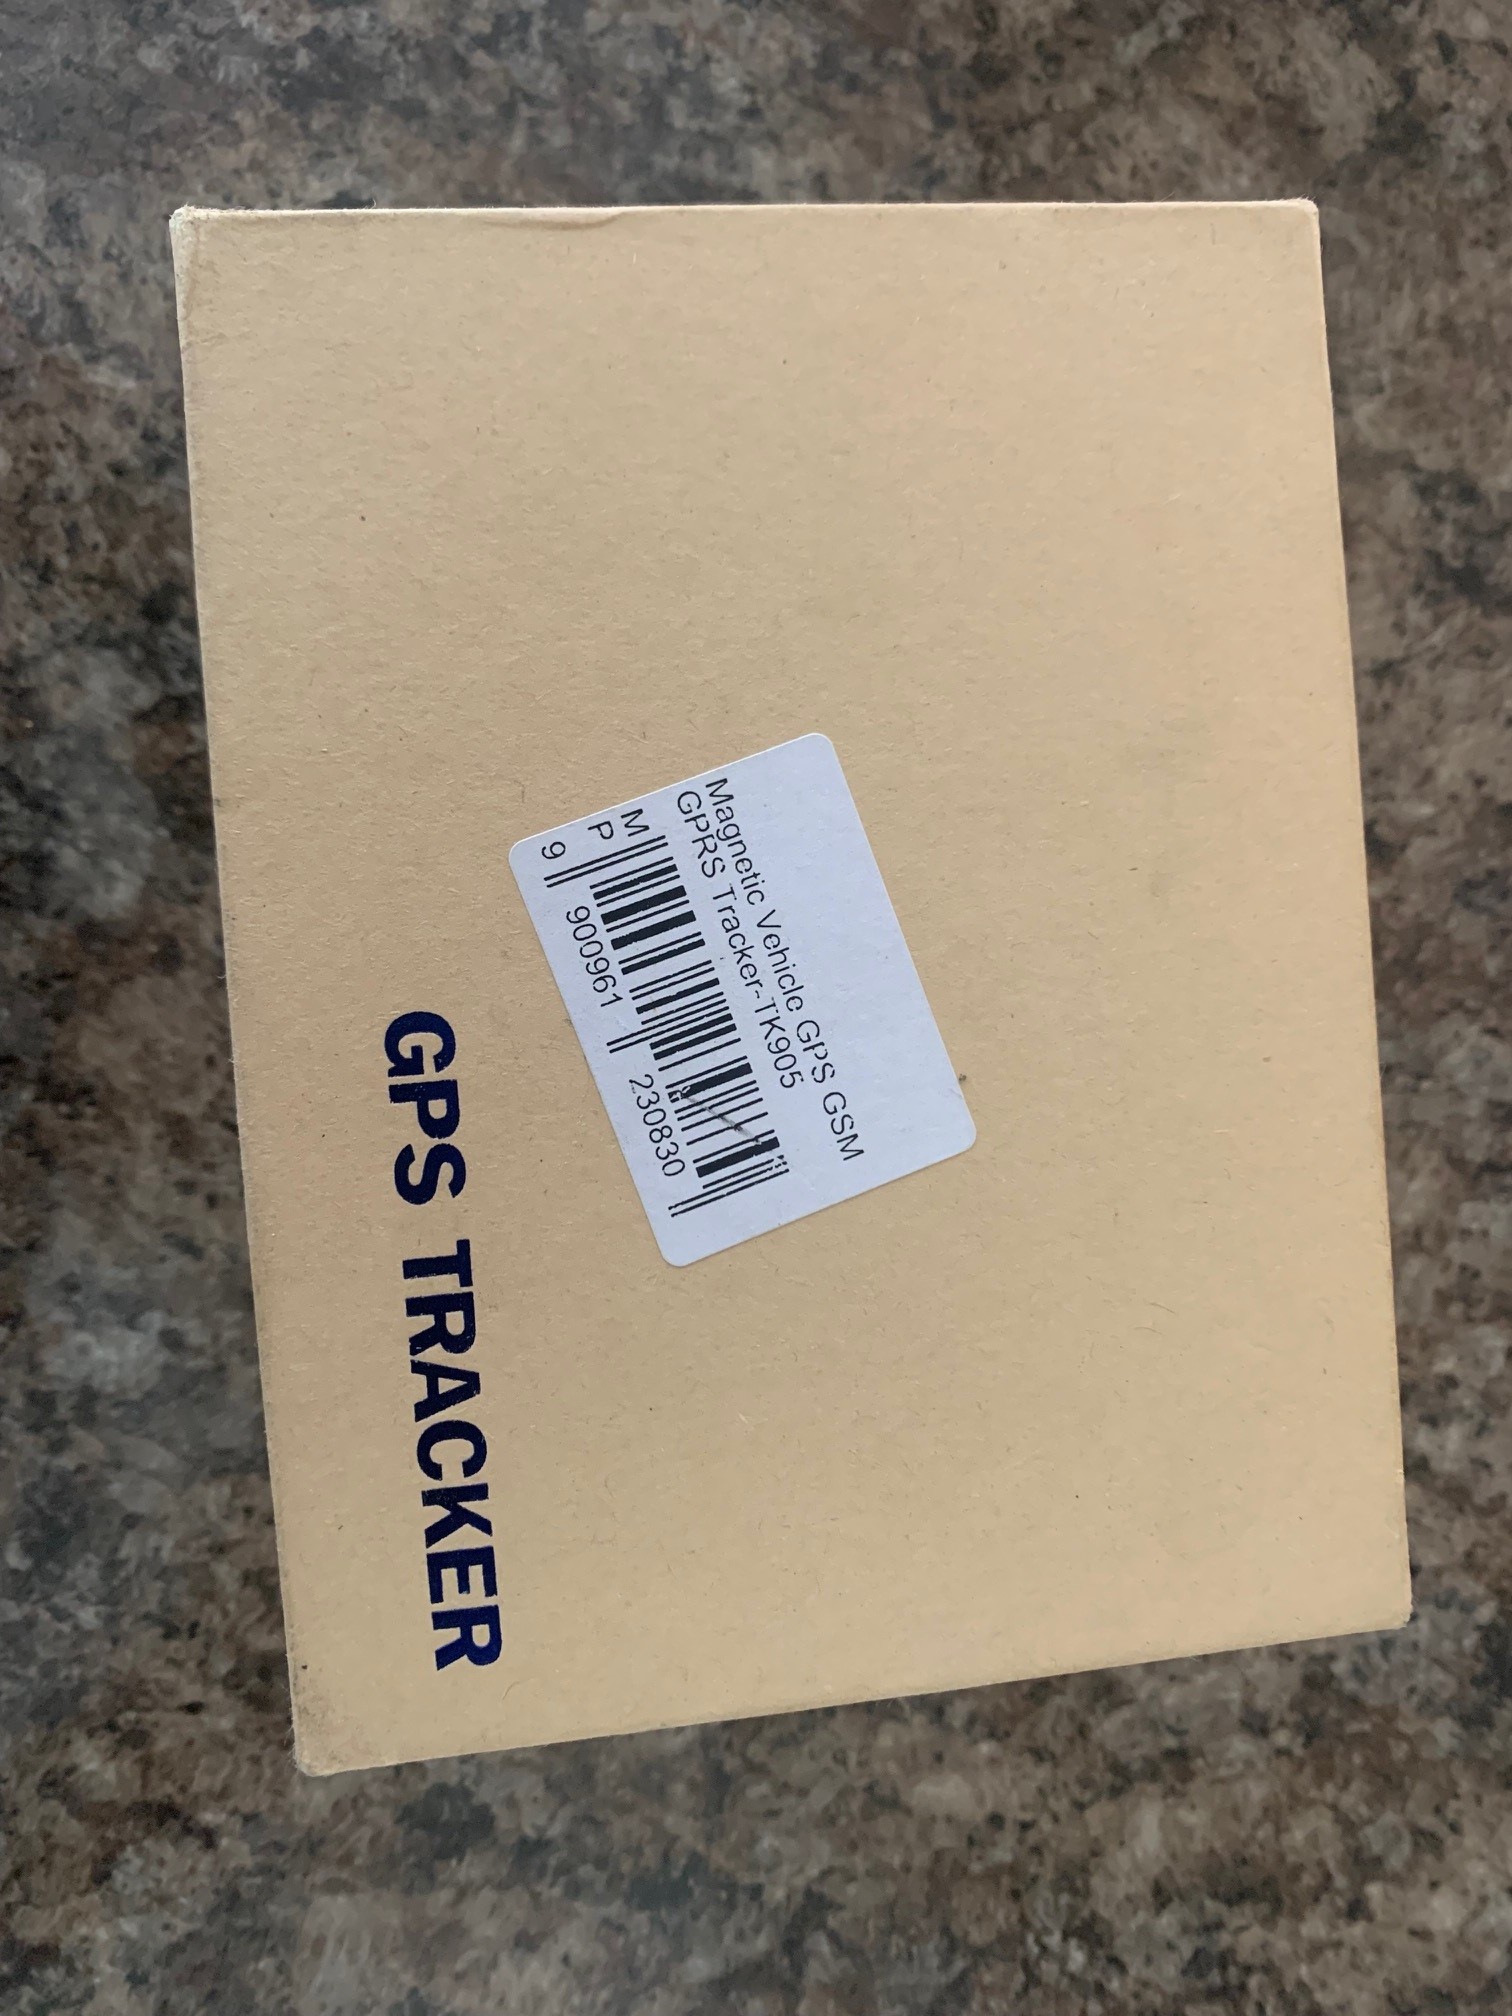 Magnetic Vehicle GPS GSM
GPRS Tracker-TK905
M
P
9 900961 230830
GPS TRACKER